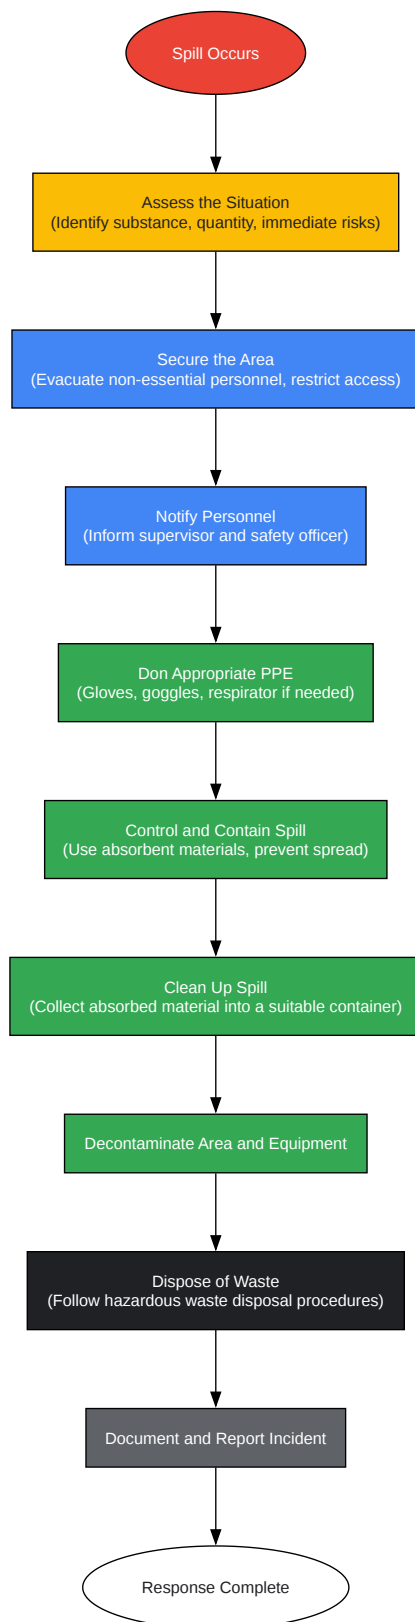 Spill Occurs
Assess the Situation
(Identify substance, quantity, immediate risks)
Secure the Area
(Evacuate non-essential personnel, restrict access)
Notify Personnel
(Inform supervisor and safety officer)
Don Appropriate PPE
(Gloves, goggles, respirator if needed)
Control and Contain Spill
(Use absorbent materials, prevent spread)
Clean Up Spill
(Collect absorbed material into a suitable container)
Decontaminate Area and Equipment
Dispose of Waste
(Follow hazardous waste disposal procedures)
Document and Report Incident
Response Complete